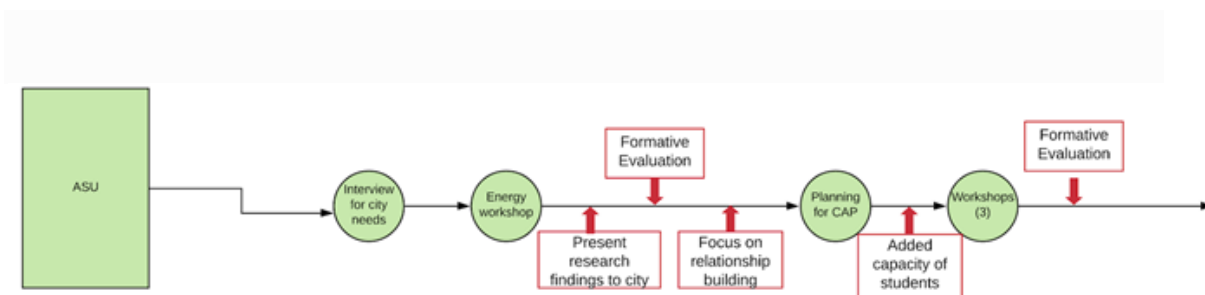 ASU
Interview
for city
needs
Energy
workshop
Formative
Evaluation
Present
research
findings to city
Focus on
relationship
building
Planning
for CAP
Added
capacity of
students
Workshops
(3)
Formative
Evaluation